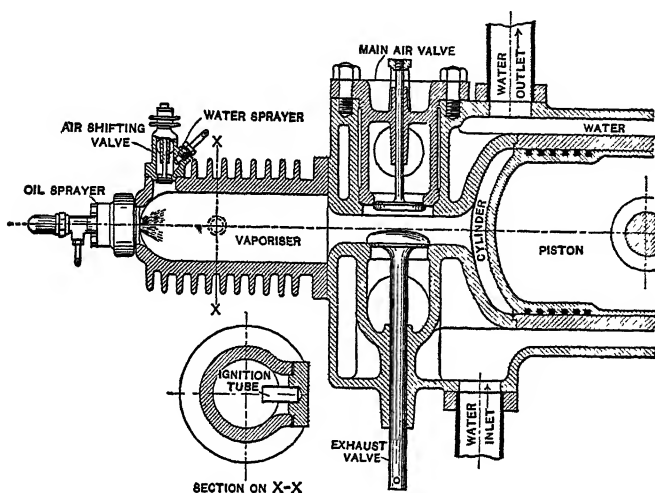 MAIN AIR VALVE
WATER
OUTLET
WATER SPRAYER
AIR SHIFTING
VALVE
X
WATER
OIL SPRAYER
VAPORISER
CYLINDER
PISTON
X
IGNITION
TUBE
WATER
INLET
EXHAUST
VALVE
SECTION ON X-X